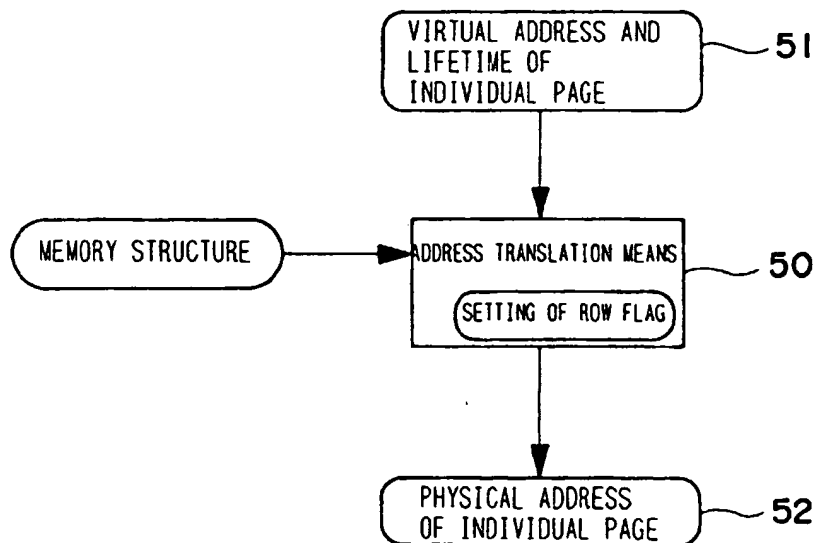 VIRTUAL ADDRESS AND
LIFETIME OF
INDIVIDUAL PAGE
51
MEMORY STRUCTURE
ADDRESS TRANSLATION MEANS
50
SETTING OF ROW FLAG
PHYSICAL ADDRESS
OF INDIVIDUAL PAGE
52